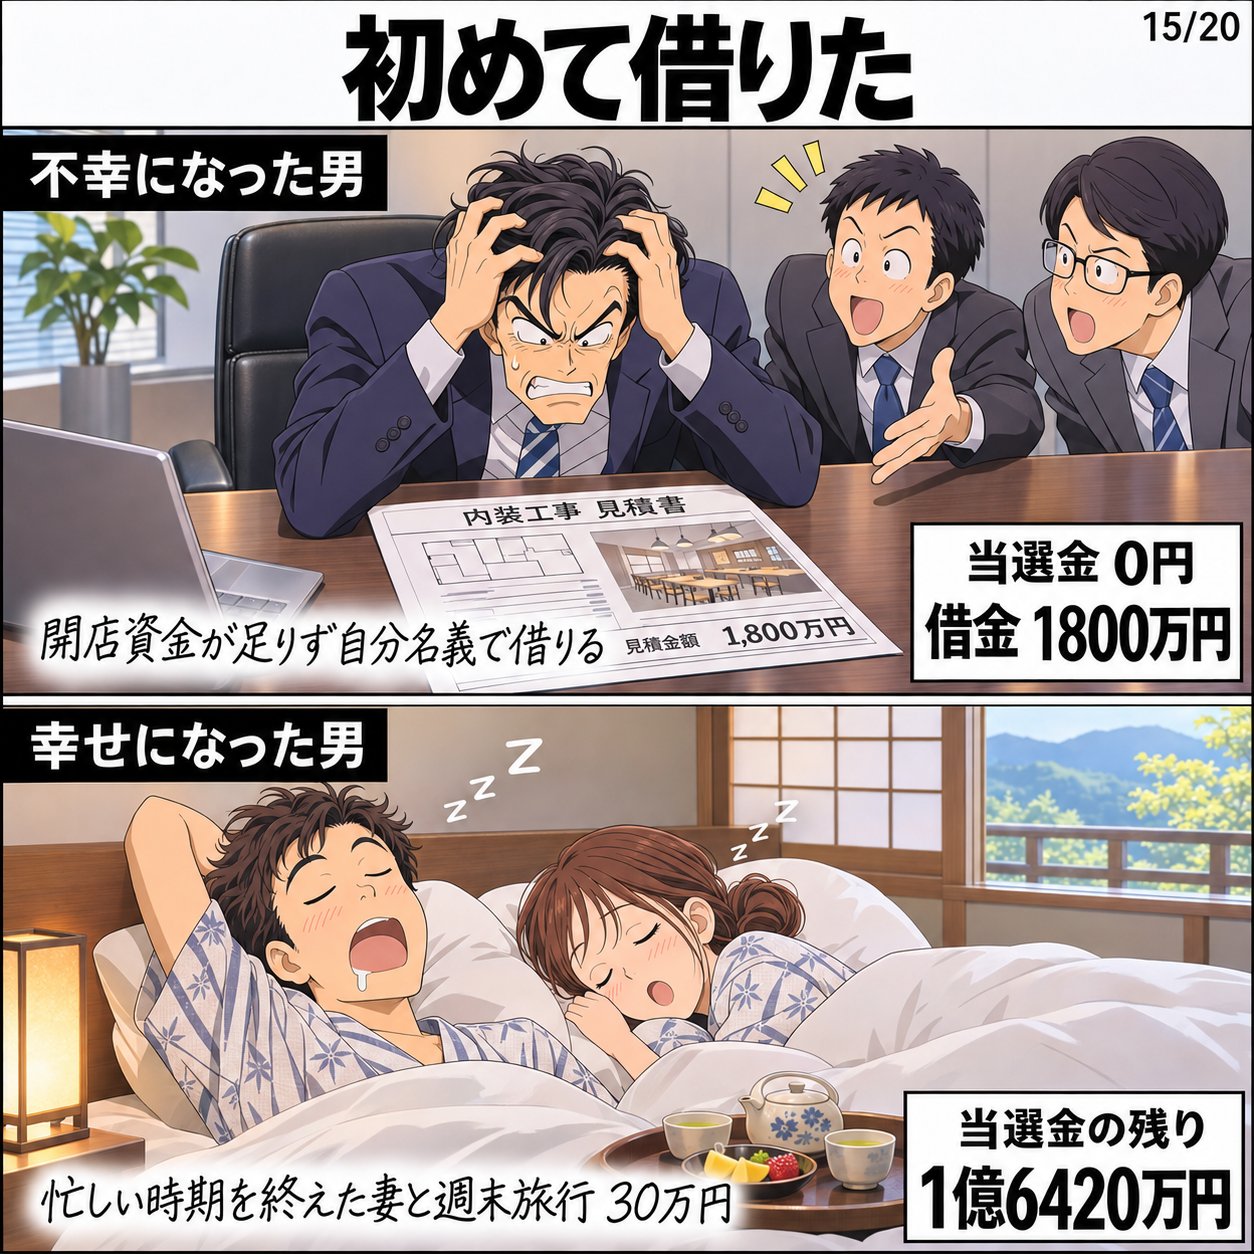 初めて借りた
15/20
不幸になった男
内装工事 見積書
見積金額 1,800万円
開店資金が足りず自分名義で借りる
当選金 0円
借金 1800万円
幸せになった男
zzz
zzz
忙しい時期を終えた妻と週末旅行 30万円
当選金の残り
1億6420万円